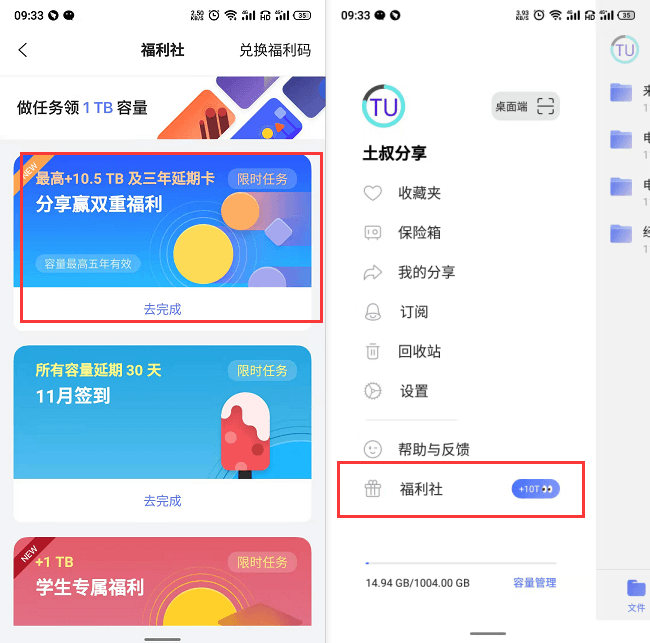 09:33
2.50 KB/s
35
福利社
兑换福利码
做任务领 1 TB 容量
NEW
最高+10.5 TB 及三年延期卡
限时任务
分享赢双重福利
容量最高五年有效
去完成
所有容量延期 30 天
限时任务
11月签到
去完成
NEW
+1 TB
限时任务
学生专属福利
09:33
3.93 KB/s
35
TU
桌面端
土叔分享
收藏夹
保险箱
我的分享
订阅
回收站
设置
帮助与反馈
福利社
+10T
14.94 GB/1004.00 GB
容量管理
TU
文件